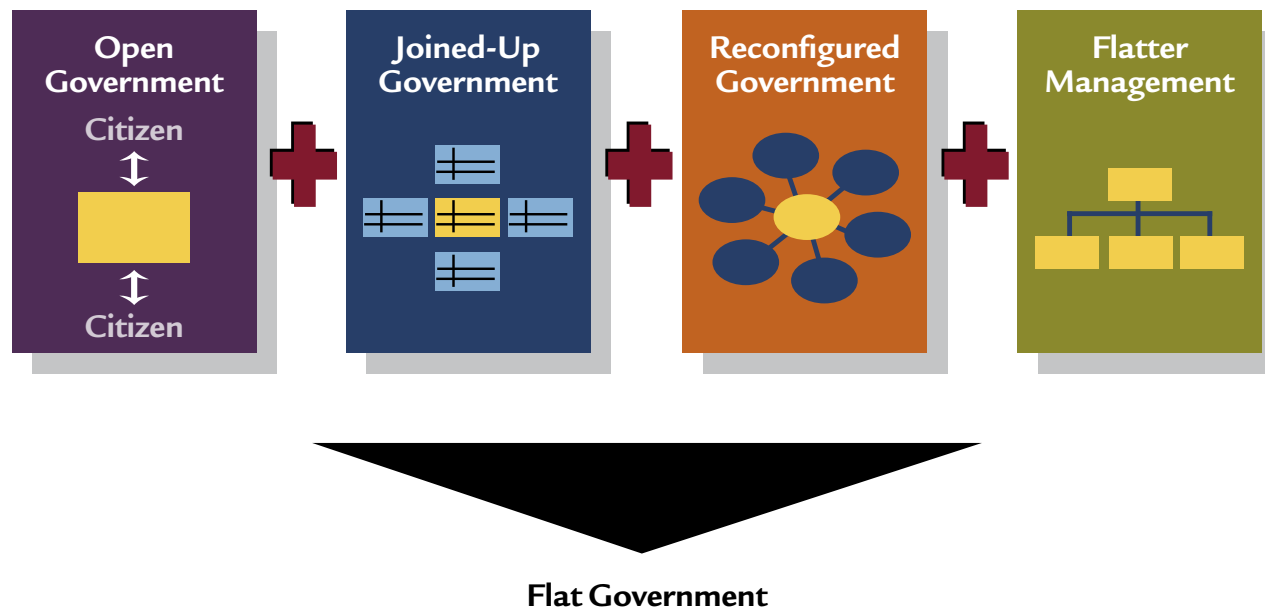 Open
Government
Citizen
Citizen
Joined-Up
Government
Reconfigured
Government
Flatter
Management
Flat Government